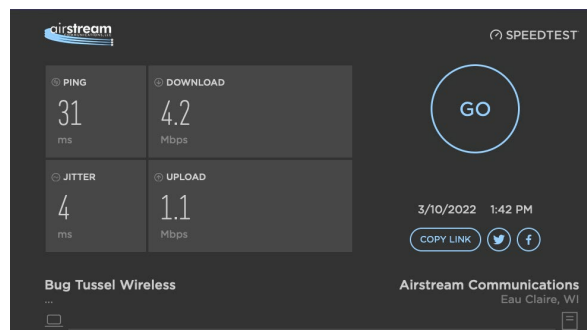 airstream
SPEEDTEST
PING
31
ms
DOWNLOAD
4.2
Mbps
JITTER
4
ms
UPLOAD
1.1
Mbps
GO
3/10/2022 1:42 PM
COPY LINK
Bug Tussel Wireless
...
Airstream Communications
Eau Claire, WI